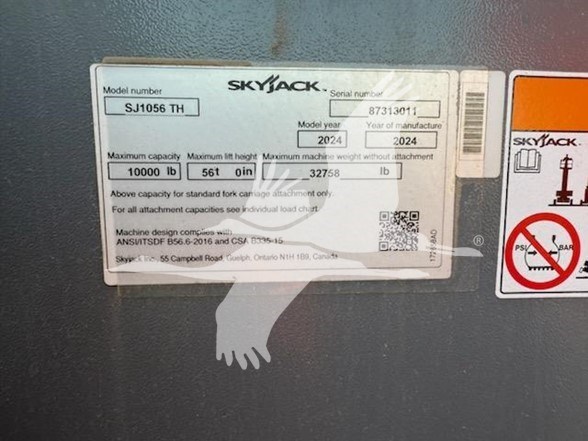 SKYJACK
Model number
SJ1056 TH
Serial number
87313011
Model year
Year of manufacture
2024
2024
Maximum capacity
Maximum lift height
Maximum machine weight without attachment
10000 lb
56f 0in
32758 lb
Above capacity for standard fork carriage attachment only.
For all attachment capacities see individual load chart.
Machine design complies with
ANSI/ITSDF B56.6-2016 and CSA B335-15
Skyjack Inc., 55 Campbell Road, Guelph, Ontario N1H 1B9, Canada
SKYJACK
PSI
BAR
®